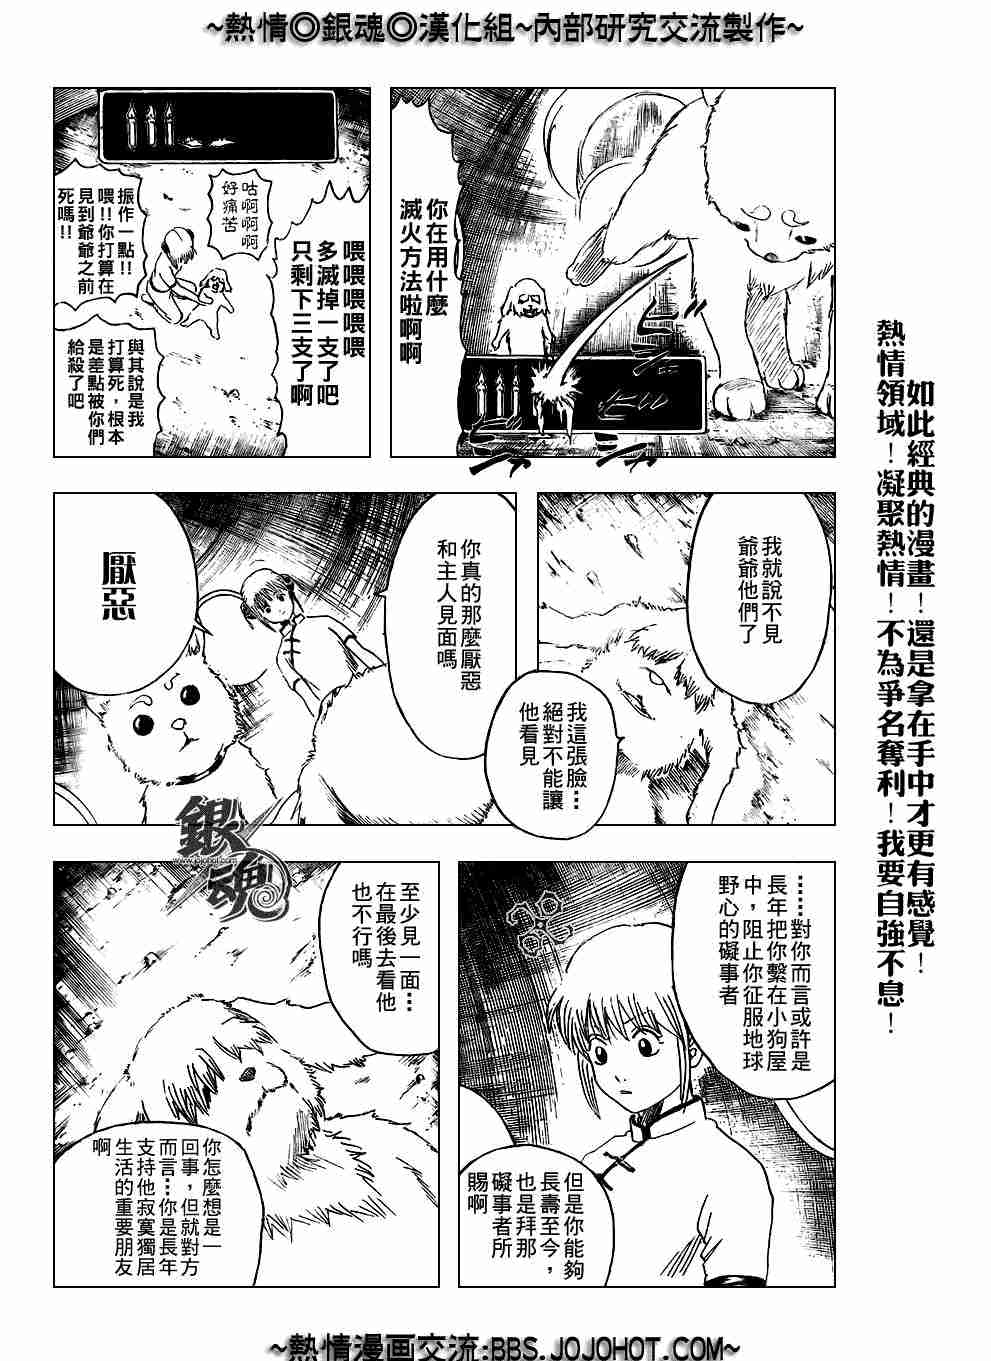 ~熱情◎銀魂◎漢化組~內部研究交流製作~
你在用什麼
滅火方法啦啊啊
喂喂喂喂喂
多滅掉一支了吧
只剩下三支了啊
咕啊啊啊
好痛苦
振作一點!!
喂!!你打算在
見到爺爺之前
死嗎!!
與其說是我
打算死，根本
是差點被你們
給殺了吧
我就說不見
爺爺他們了
我這張臉…
絕對不能讓
他看見
你真的那麼厭惡
和主人見面嗎
厭惡
銀魂
www.jojohot.com
……對你而言或許是
長年把你繫在小狗屋
中，阻止你征服地球
野心的礙事者
但是你能夠
長壽至今，
也是拜那
礙事者所
賜啊
至少見一面…
在最後去看他
也不行嗎
你怎麼想是一
回事，但就對方
而言…你是長年
支持他寂寞獨居
生活的重要朋友
啊
如此經典的漫畫！還是拿在手中才更有感覺！
熱情領域！凝聚熱情！不為爭名奪利！我要自強不息！
~熱情漫画交流:BBS.JOJOHOT.COM~